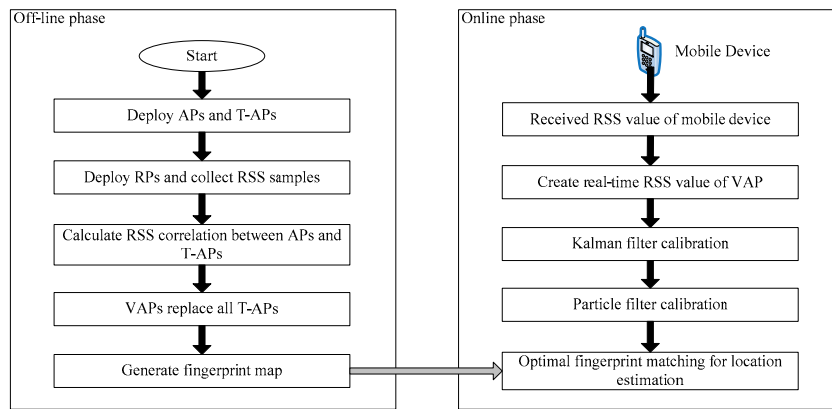 Off-line phase
Start
Deploy APs and T-APs
Deploy RPs and collect RSS samples
Calculate RSS correlation between APs and
T-APs
VAPs replace all T-APs
Generate fingerprint map
Online phase
Mobile Device
Received RSS value of mobile device
Create real-time RSS value of VAP
Kalman filter calibration
Particle filter calibration
Optimal fingerprint matching for location
estimation